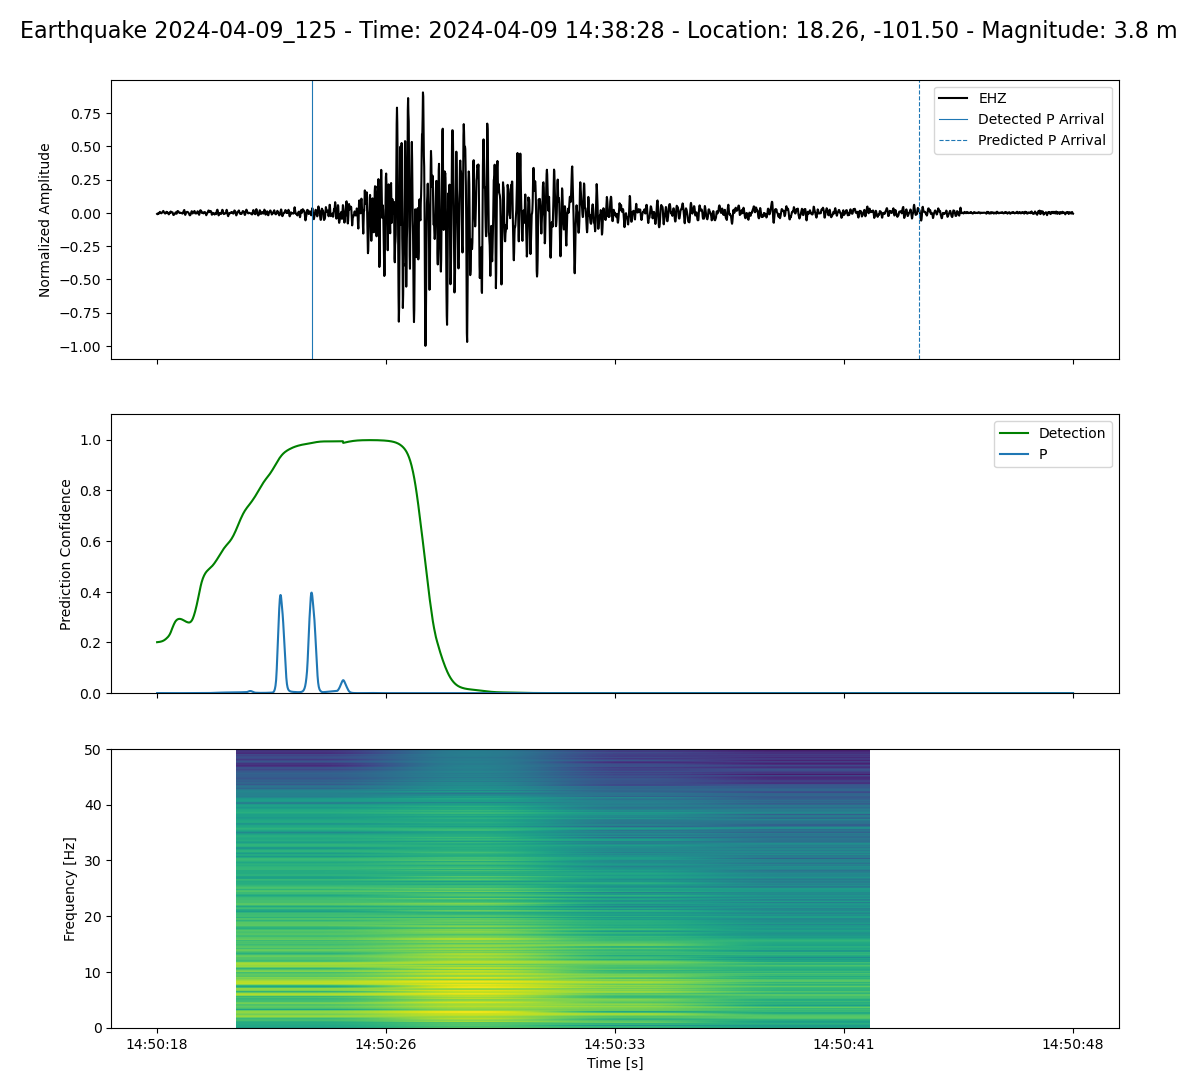 Earthquake 2024-04-09_125 - Time: 2024-04-09 14:38:28 - Location: 18.26, -101.50 - Magnitude: 3.8 m
EHZ
Detected P Arrival
Predicted P Arrival
0.75
0.50
0.25
0.00
−0.25
−0.50
−0.75
−1.00
Normalized Amplitude
Detection
P
1.0
0.8
0.6
0.4
0.2
0.0
Prediction Confidence
50
40
30
20
10
0
Frequency [Hz]
14:50:18 14:50:26 14:50:33 14:50:41 14:50:48
Time [s]